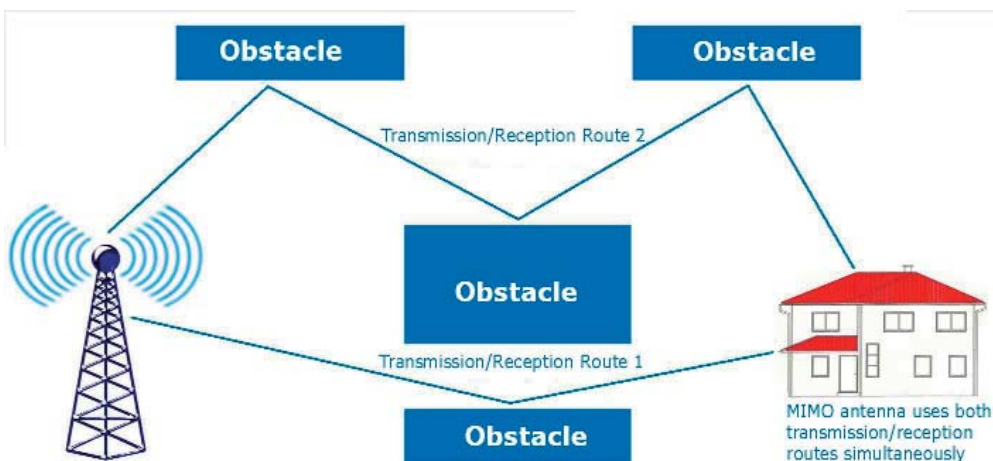 Obstacle
Obstacle
Transmission/Reception Route 2
Obstacle
Transmission/Reception Route 1
Obstacle
MIMO antenna uses both
transmission/reception
routes simultaneously